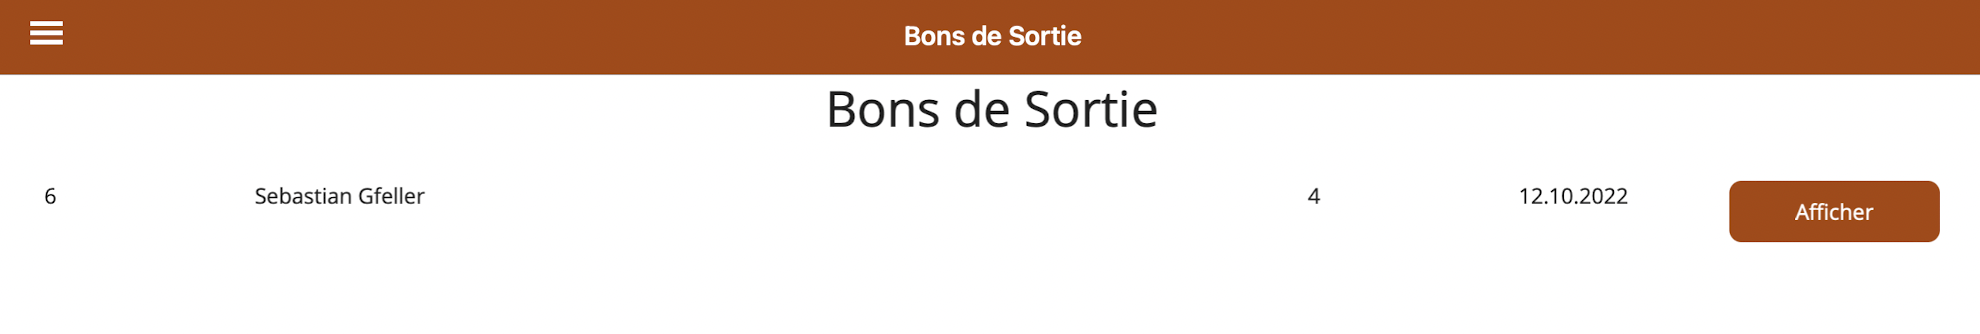 Bons de Sortie
Bons de Sortie
6 Sebastian Gfeller 4 12.10.2022 Afficher